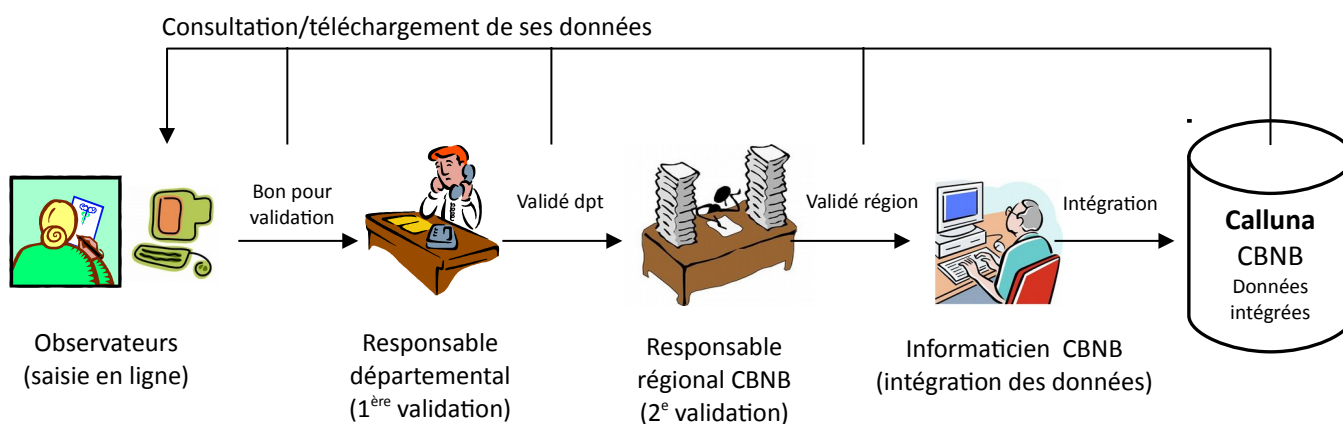 Consultation/téléchargement de ses données
Bon pour
validation
Validé dpt
Validé région
Intégration
Calluna
CBNB
Données
intégrées
Observateurs
(saisie en ligne)
Responsable
départemental
(1ère validation)
Responsable
régional CBNB
(2e validation)
Informaticien CBNB
(intégration des données)